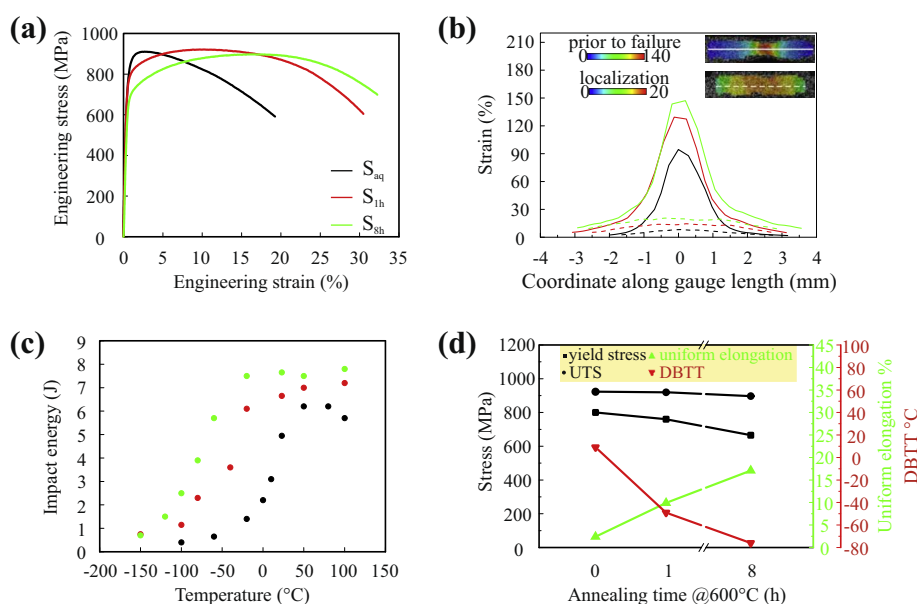 (a)
Engineering stress (MPa)
1000
800
600
400
200
0
S aq
S 1h
S 8h
0 5 10 15 20 25 30 35
Engineering strain (%)
(b)
Strain (%)
210
180
150
120
90
60
30
0
prior to failure
0 140
localization
0 20
-4 -3 -2 -1 0 1 2 3 4
Coordinate along gauge length (mm)
(c)
Impact energy (J)
9
8
7
6
5
4
3
2
1
0
-200 -150 -100 -50 0 50 100 150
Temperature (°C)
(d)
Stress (MPa)
1200
1000
800
600
400
200
0
yield stress uniform elongation
UTS DBTT
0 1 8
Annealing time @600°C (h)
45
40
35
30
25
20
15
10
5
0
Uniform elongation %
100
80
60
40
20
0
-20
-40
-60
-80
DBTT °C